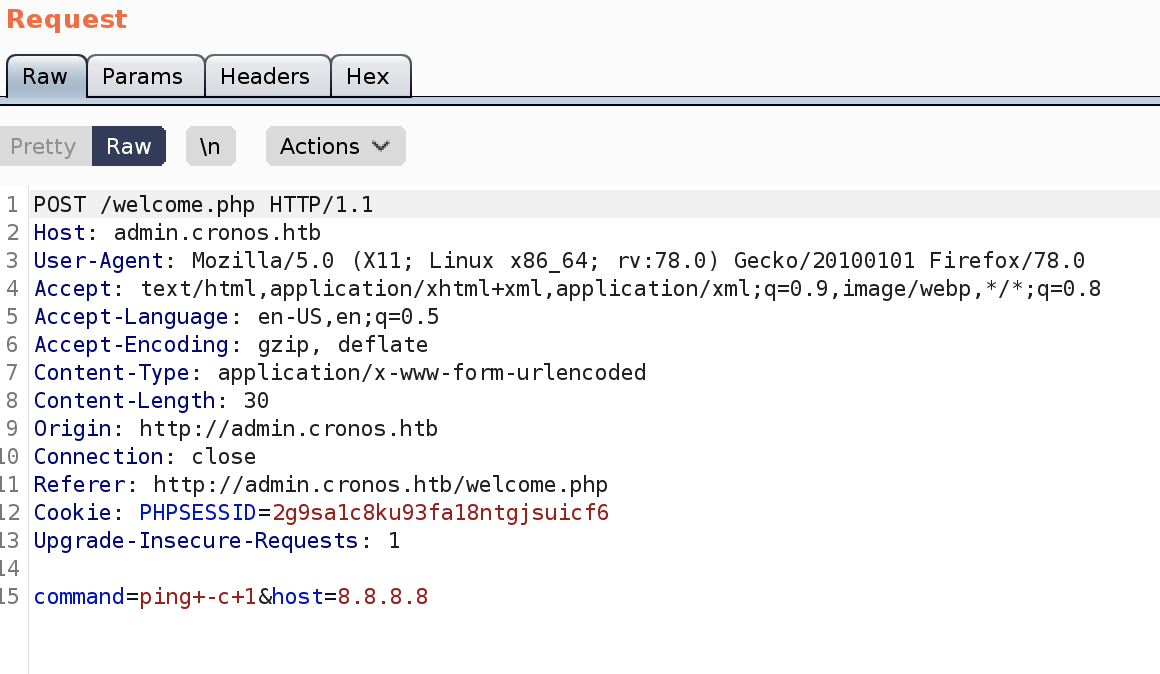 Request
Raw Params Headers Hex
Pretty Raw \n Actions
1 POST /welcome.php HTTP/1.1
2 Host: admin.cronos.htb
3 User-Agent: Mozilla/5.0 (X11; Linux x86_64; rv:78.0) Gecko/20100101 Firefox/78.0
4 Accept: text/html,application/xhtml+xml,application/xml;q=0.9,image/webp,*/*;q=0.8
5 Accept-Language: en-US,en;q=0.5
6 Accept-Encoding: gzip, deflate
7 Content-Type: application/x-www-form-urlencoded
8 Content-Length: 30
9 Origin: http://admin.cronos.htb
10 Connection: close
11 Referer: http://admin.cronos.htb/welcome.php
12 Cookie: PHPSESSID=2g9sa1c8ku93fa18ntgjsuicf6
13 Upgrade-Insecure-Requests: 1
14
15 command=ping+-c+1&host=8.8.8.8